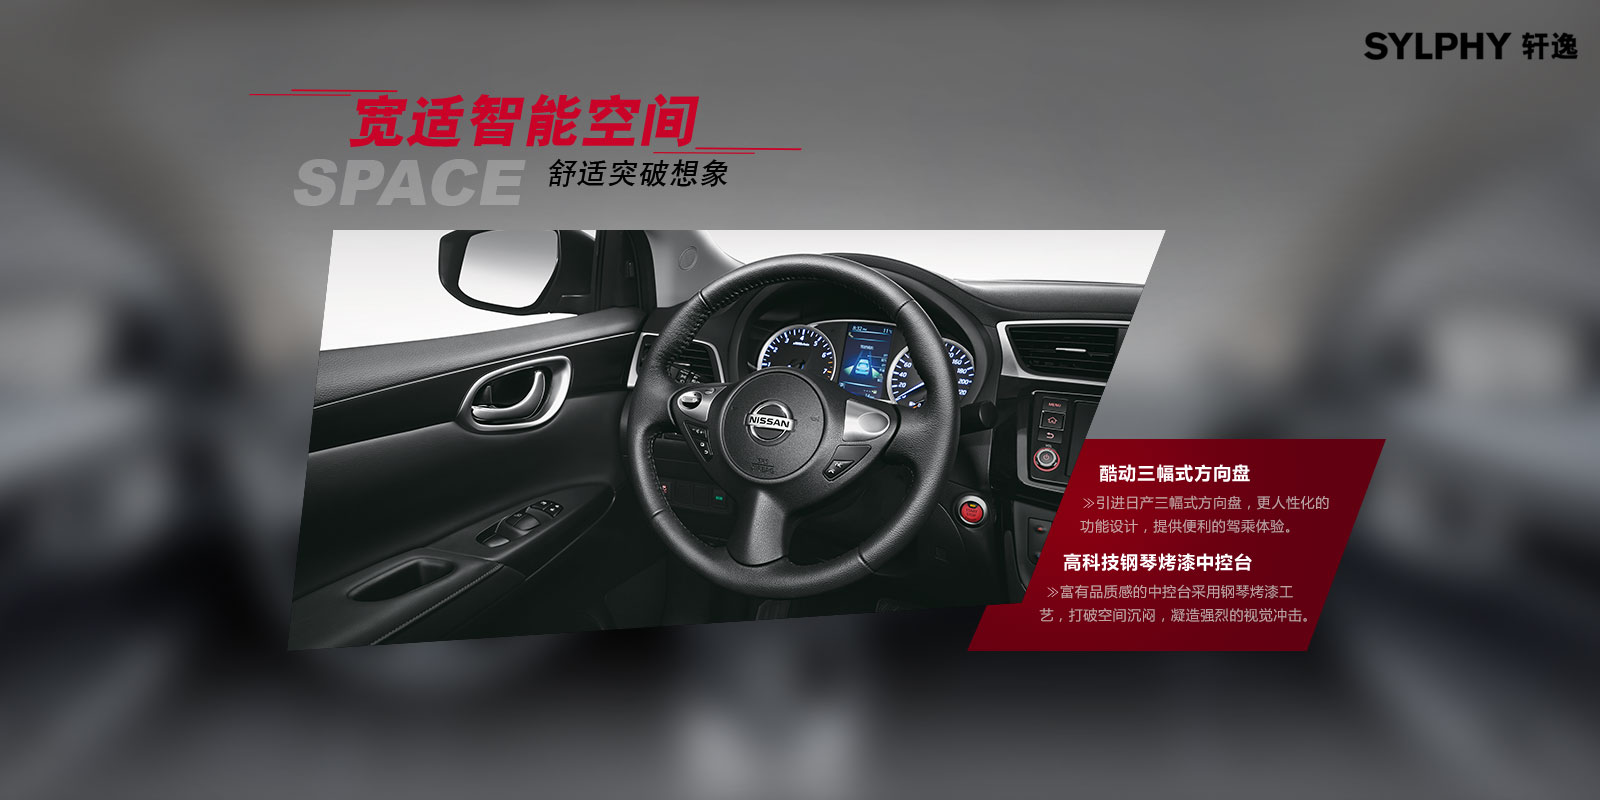 SYLPHY 轩逸
宽适智能空间
SPACE 舒适突破想象
8:32
NISSAN
MENU
酷动三幅式方向盘
≫引进日产三幅式方向盘，更人性化的
功能设计，提供便利的驾乘体验。
高科技钢琴烤漆中控台
≫富有品质感的中控台采用钢琴烤漆工
艺，打破空间沉闷，凝造强烈的视觉冲击。